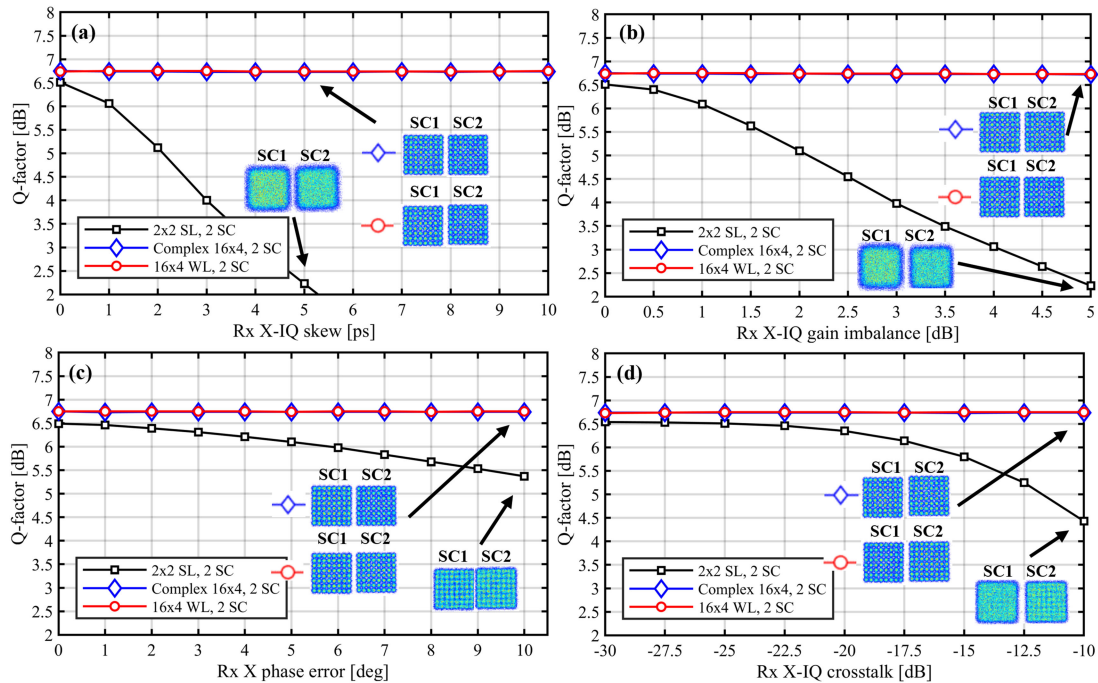 (a)
8
7.5
7
6.5
6
5.5
5
4.5
4
3.5
3
2.5
2
Q-factor [dB]
SC1 SC2
SC1 SC2
SC1 SC2
2x2 SL, 2 SC
Complex 16x4, 2 SC
16x4 WL, 2 SC
0 1 2 3 4 5 6 7 8 9 10
Rx X-IQ skew [ps]
(b)
8
7.5
7
6.5
6
5.5
5
4.5
4
3.5
3
2.5
2
Q-factor [dB]
SC1 SC2
SC1 SC2
SC1 SC2
2x2 SL, 2 SC
Complex 16x4, 2 SC
16x4 WL, 2 SC
0 0.5 1 1.5 2 2.5 3 3.5 4 4.5 5
Rx X-IQ gain imbalance [dB]
(c)
8
7.5
7
6.5
6
5.5
5
4.5
4
3.5
3
2.5
2
Q-factor [dB]
SC1 SC2
SC1 SC2
SC1 SC2
2x2 SL, 2 SC
Complex 16x4, 2 SC
16x4 WL, 2 SC
0 1 2 3 4 5 6 7 8 9 10
Rx X phase error [deg]
(d)
8
7.5
7
6.5
6
5.5
5
4.5
4
3.5
3
2.5
2
Q-factor [dB]
SC1 SC2
SC1 SC2
SC1 SC2
2x2 SL, 2 SC
Complex 16x4, 2 SC
16x4 WL, 2 SC
-30 -27.5 -25 -22.5 -20 -17.5 -15 -12.5 -10
Rx X-IQ crosstalk [dB]